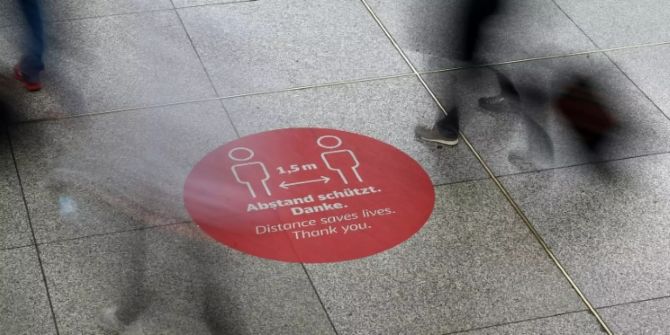 1,5 m
Abstand schützt.
Danke.
Distance saves lives.
Thank you.